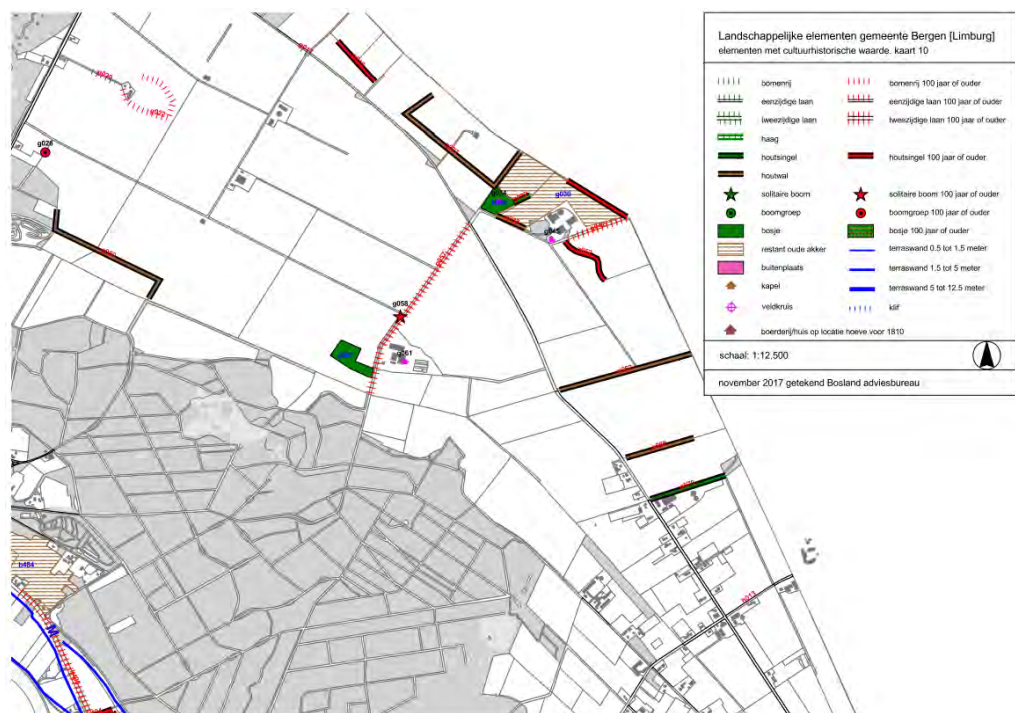 Landschappelijke elementen gemeente Bergen [Limburg]
elementen met cultuurhistorische waarde. kaart 10
bomenrij
bomenrij 100 jaar of ouder
eenzijdige laan
eenzijdige laan 100 jaar of ouder
tweezijdige laan
tweezijdige laan 100 jaar of ouder
haag
houtsingel
houtsingel 100 jaar of ouder
houtwal
solitaire boom
solitaire boom 100 jaar of ouder
boomgroep
boomgroep 100 jaar of ouder
bosje
bosje 100 jaar of ouder
restant oude akker
terraswand 0.5 tot 1.5 meter
buitenplaats
terraswand 1.5 tot 5 meter
kapel
terraswand 5 tot 12.5 meter
veldkruis
klif
boerderij/huis op locatie hoeve voor 1810
schaal: 1:12.500
november 2017 getekend Bosland adviesbureau
g028
g036
g045
g058
g061
b484